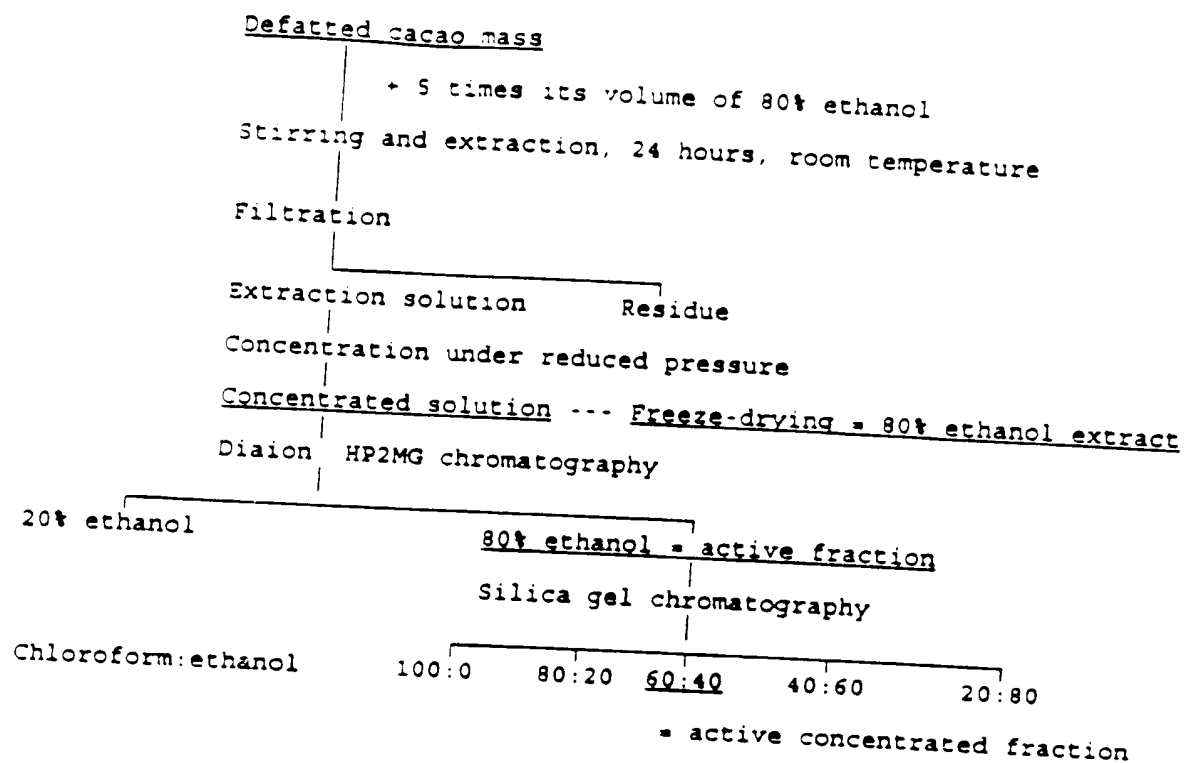 Defatted cacao mass
+ 5 times its volume of 80% ethanol
Stirring and extraction, 24 hours, room temperature
Filtration
Extraction solution Residue
Concentration under reduced pressure
Concentrated solution --- Freeze-drying = 80% ethanol extract
Diaion HP2MG chromatography
20% ethanol
80% ethanol = active fraction
Silica gel chromatography
Chloroform:ethanol 100:0 80:20 60:40 40:60 20:80
= active concentrated fraction